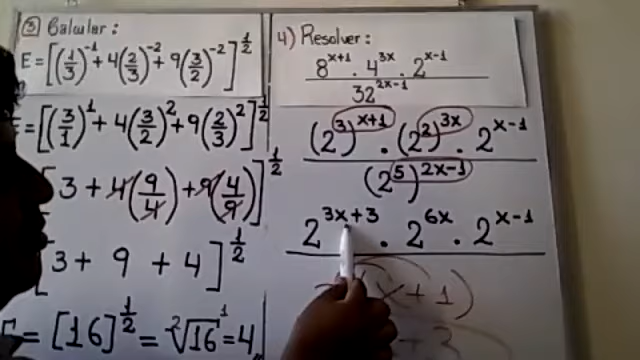 ③ Calcular:
E = [(1/3)^-1 + 4(2/3)^-2 + 9(3/2)^-2]^1/2
= [(3/1)^1 + 4(3/2)^2 + 9(2/3)^2]^1/2
[3 + 4(9/4) + 9(4/9)]^1/2
[3 + 9 + 4]^1/2
= [16]^1/2 = ²√16^1 = 4
4) Resolver:
8^x+1 . 4^3x . 2^x-1
32^2x-1
(2^3)^x+1 . (2^2)^3x . 2^x-1
(2^5)^2x-1
2^3x+3 . 2^6x . 2^x-1
(x+1)
+ 3